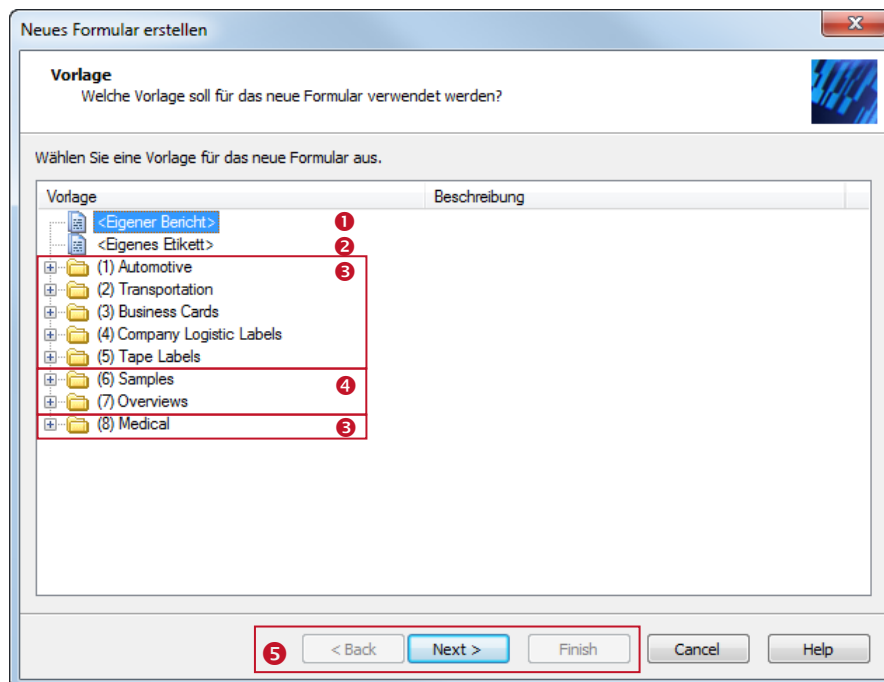 Neues Formular erstellen
Vorlage
Welche Vorlage soll für das neue Formular verwendet werden?
Wählen Sie eine Vorlage für das neue Formular aus.
Vorlage Beschreibung
<Eigener Bericht> 1
<Eigenes Etikett> 2
(1) Automotive 3
(2) Transportation
(3) Business Cards
(4) Company Logistic Labels
(5) Tape Labels
(6) Samples 4
(7) Overviews
(8) Medical 3
5 < Back Next > Finish Cancel Help